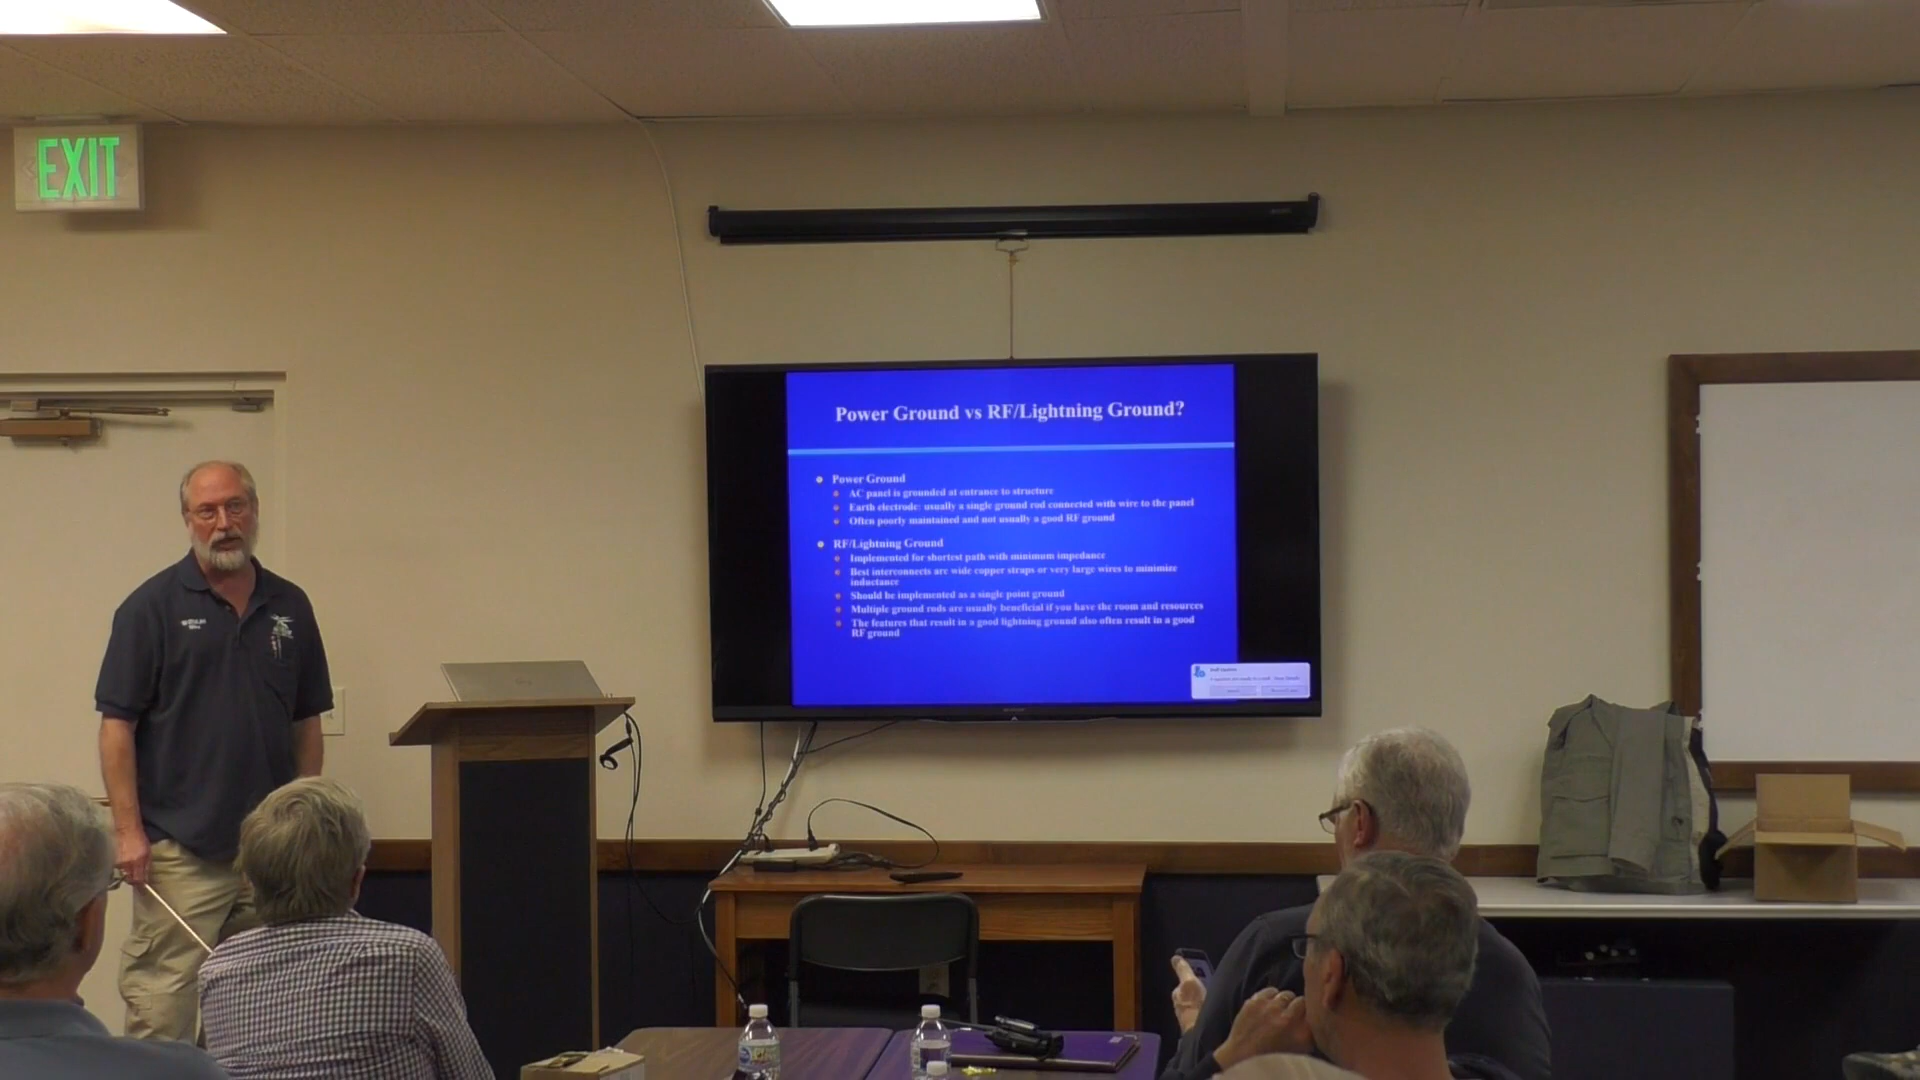 EXIT
Power Ground vs RF/Lightning Ground?
Power Ground
AC panel is grounded at entrance to structure
Earth electrode: usually a single ground rod connected with wire to the panel
Often poorly maintained and not usually a good RF ground
RF/Lightning Ground
Implemented for shortest path with minimum impedance
Best interconnects are wide copper straps or very large wires to minimize
inductance
Should be implemented as a single point ground
Multiple ground rods are usually beneficial if you have the room and resources
The features that result in a good lightning ground also often result in a good
RF ground